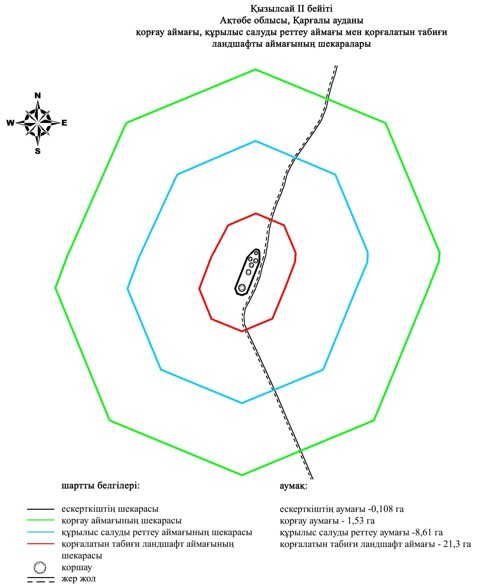 Қызылсай II бейіті
Ақтөбе облысы, Қарғалы ауданы
қорғау аймағы, құрылыс салуды реттеу аймағы мен қорғалатын табиғи
ландшафты аймағының шекаралары
N
W E
S
шартты белгілері:
ескерткіштің шекарасы
қорғау аймағының шекарасы
құрылыс салуды реттеу аймағының шекарасы
қорғалатын табиғи ландшафт аймағының
шекарасы
қоршау
жер жол
аумақ:
ескерткіштің аумағы -0,108 га
қорғау аумағы - 1,53 га
құрылыс салуды реттеу аумағы -8,61 га
қорғалатын табиғи ландшафт аймағы - 21,3 га